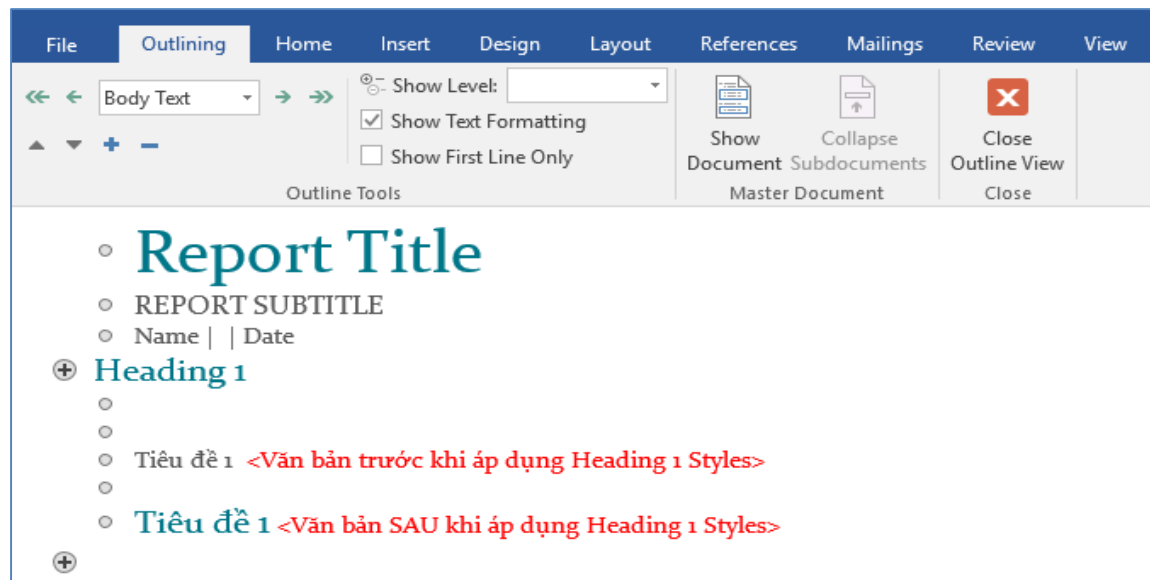 File Outlining Home Insert Design Layout References Mailings Review View
Body Text
Show Level:
Show Text Formatting
Show First Line Only
Outline Tools
Show Document
Collapse Subdocuments
Master Document
Close Outline View
Close
Report Title
REPORT SUBTITLE
Name | | Date
Heading 1
Tiêu đề 1 <Văn bản trước khi áp dụng Heading 1 Styles>
Tiêu đề 1 <Văn bản SAU khi áp dụng Heading 1 Styles>